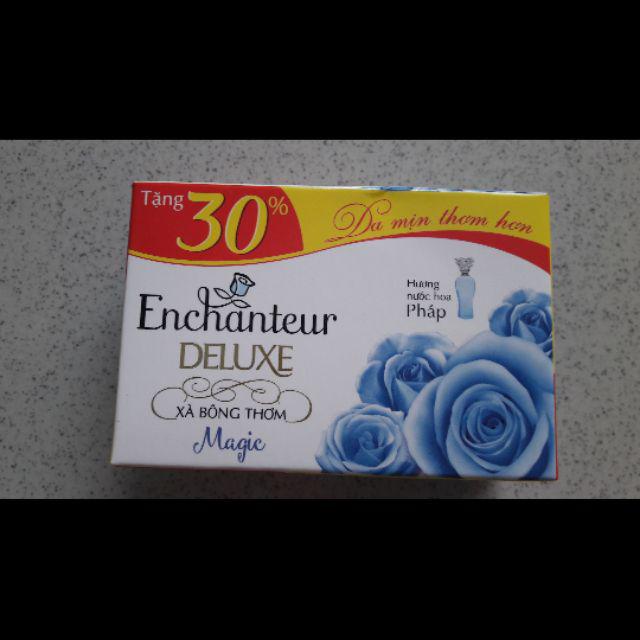 Tặng 30%
Da mịn thơm hơn
Hương
nước hoa
Pháp
Enchanteur
DELUXE
XÀ BÔNG THƠM
Magic